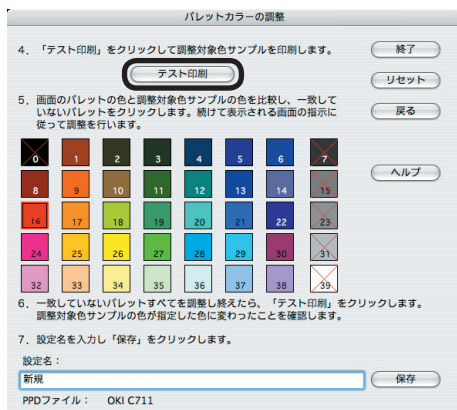 パレットカラーの調整
4. 「テスト印刷」をクリックして調整対象色サンプルを印刷します。
終了
テスト印刷
リセット
5. 画面のパレットの色と調整対象色サンプルの色を比較し、一致して
いないパレットをクリックします。続けて表示される画面の指示に
従って調整を行います。
戻る
0 1 2 3 4 5 6 7
ヘルプ
8 9 10 11 12 13 14 15
16 17 18 19 20 21 22 23
24 25 26 27 28 29 30 31
32 33 34 35 36 37 38 39
6. 一致していないパレットすべてを調整し終えたら、「テスト印刷」をクリックします。
調整対象色サンプルの色が指定した色に変わったことを確認します。
7. 設定名を入力し「保存」をクリックします。
設定名：
新規
保存
PPDファイル： OKI C711